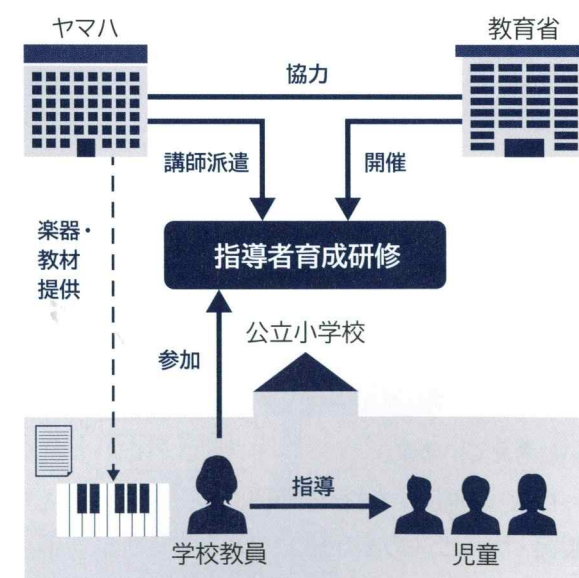 ヤマハ
教育省
協力
講師派遣
開催
楽器・
教材
提供
指導者育成研修
公立小学校
参加
指導
学校教員
児童